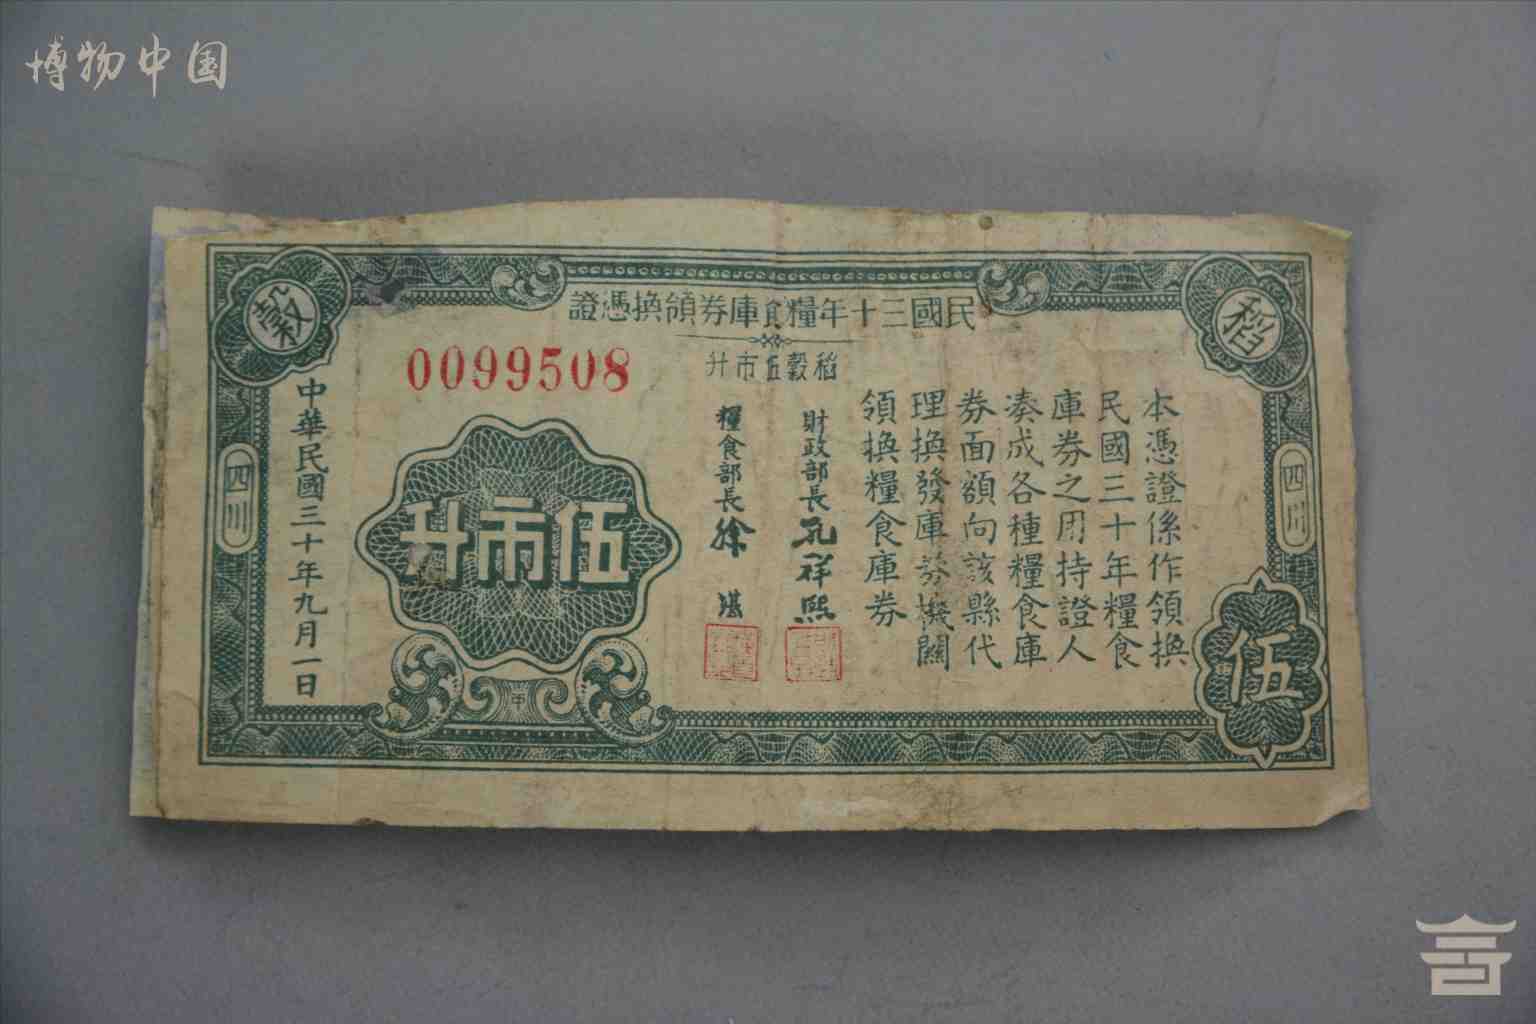 博物中国
民國三十年糧食庫券領換憑證
稻穀伍市升
0099508
穀
稻
四川
四川
本憑證係作領換
民國三十年糧食
庫券之用持證人
湊成各種糧食庫
券面額向該縣代
理換發庫券機關
領換糧食庫券
財政部長孔祥熙
糧食部長徐堪
伍市升
中華民國三十年九月一日
伍